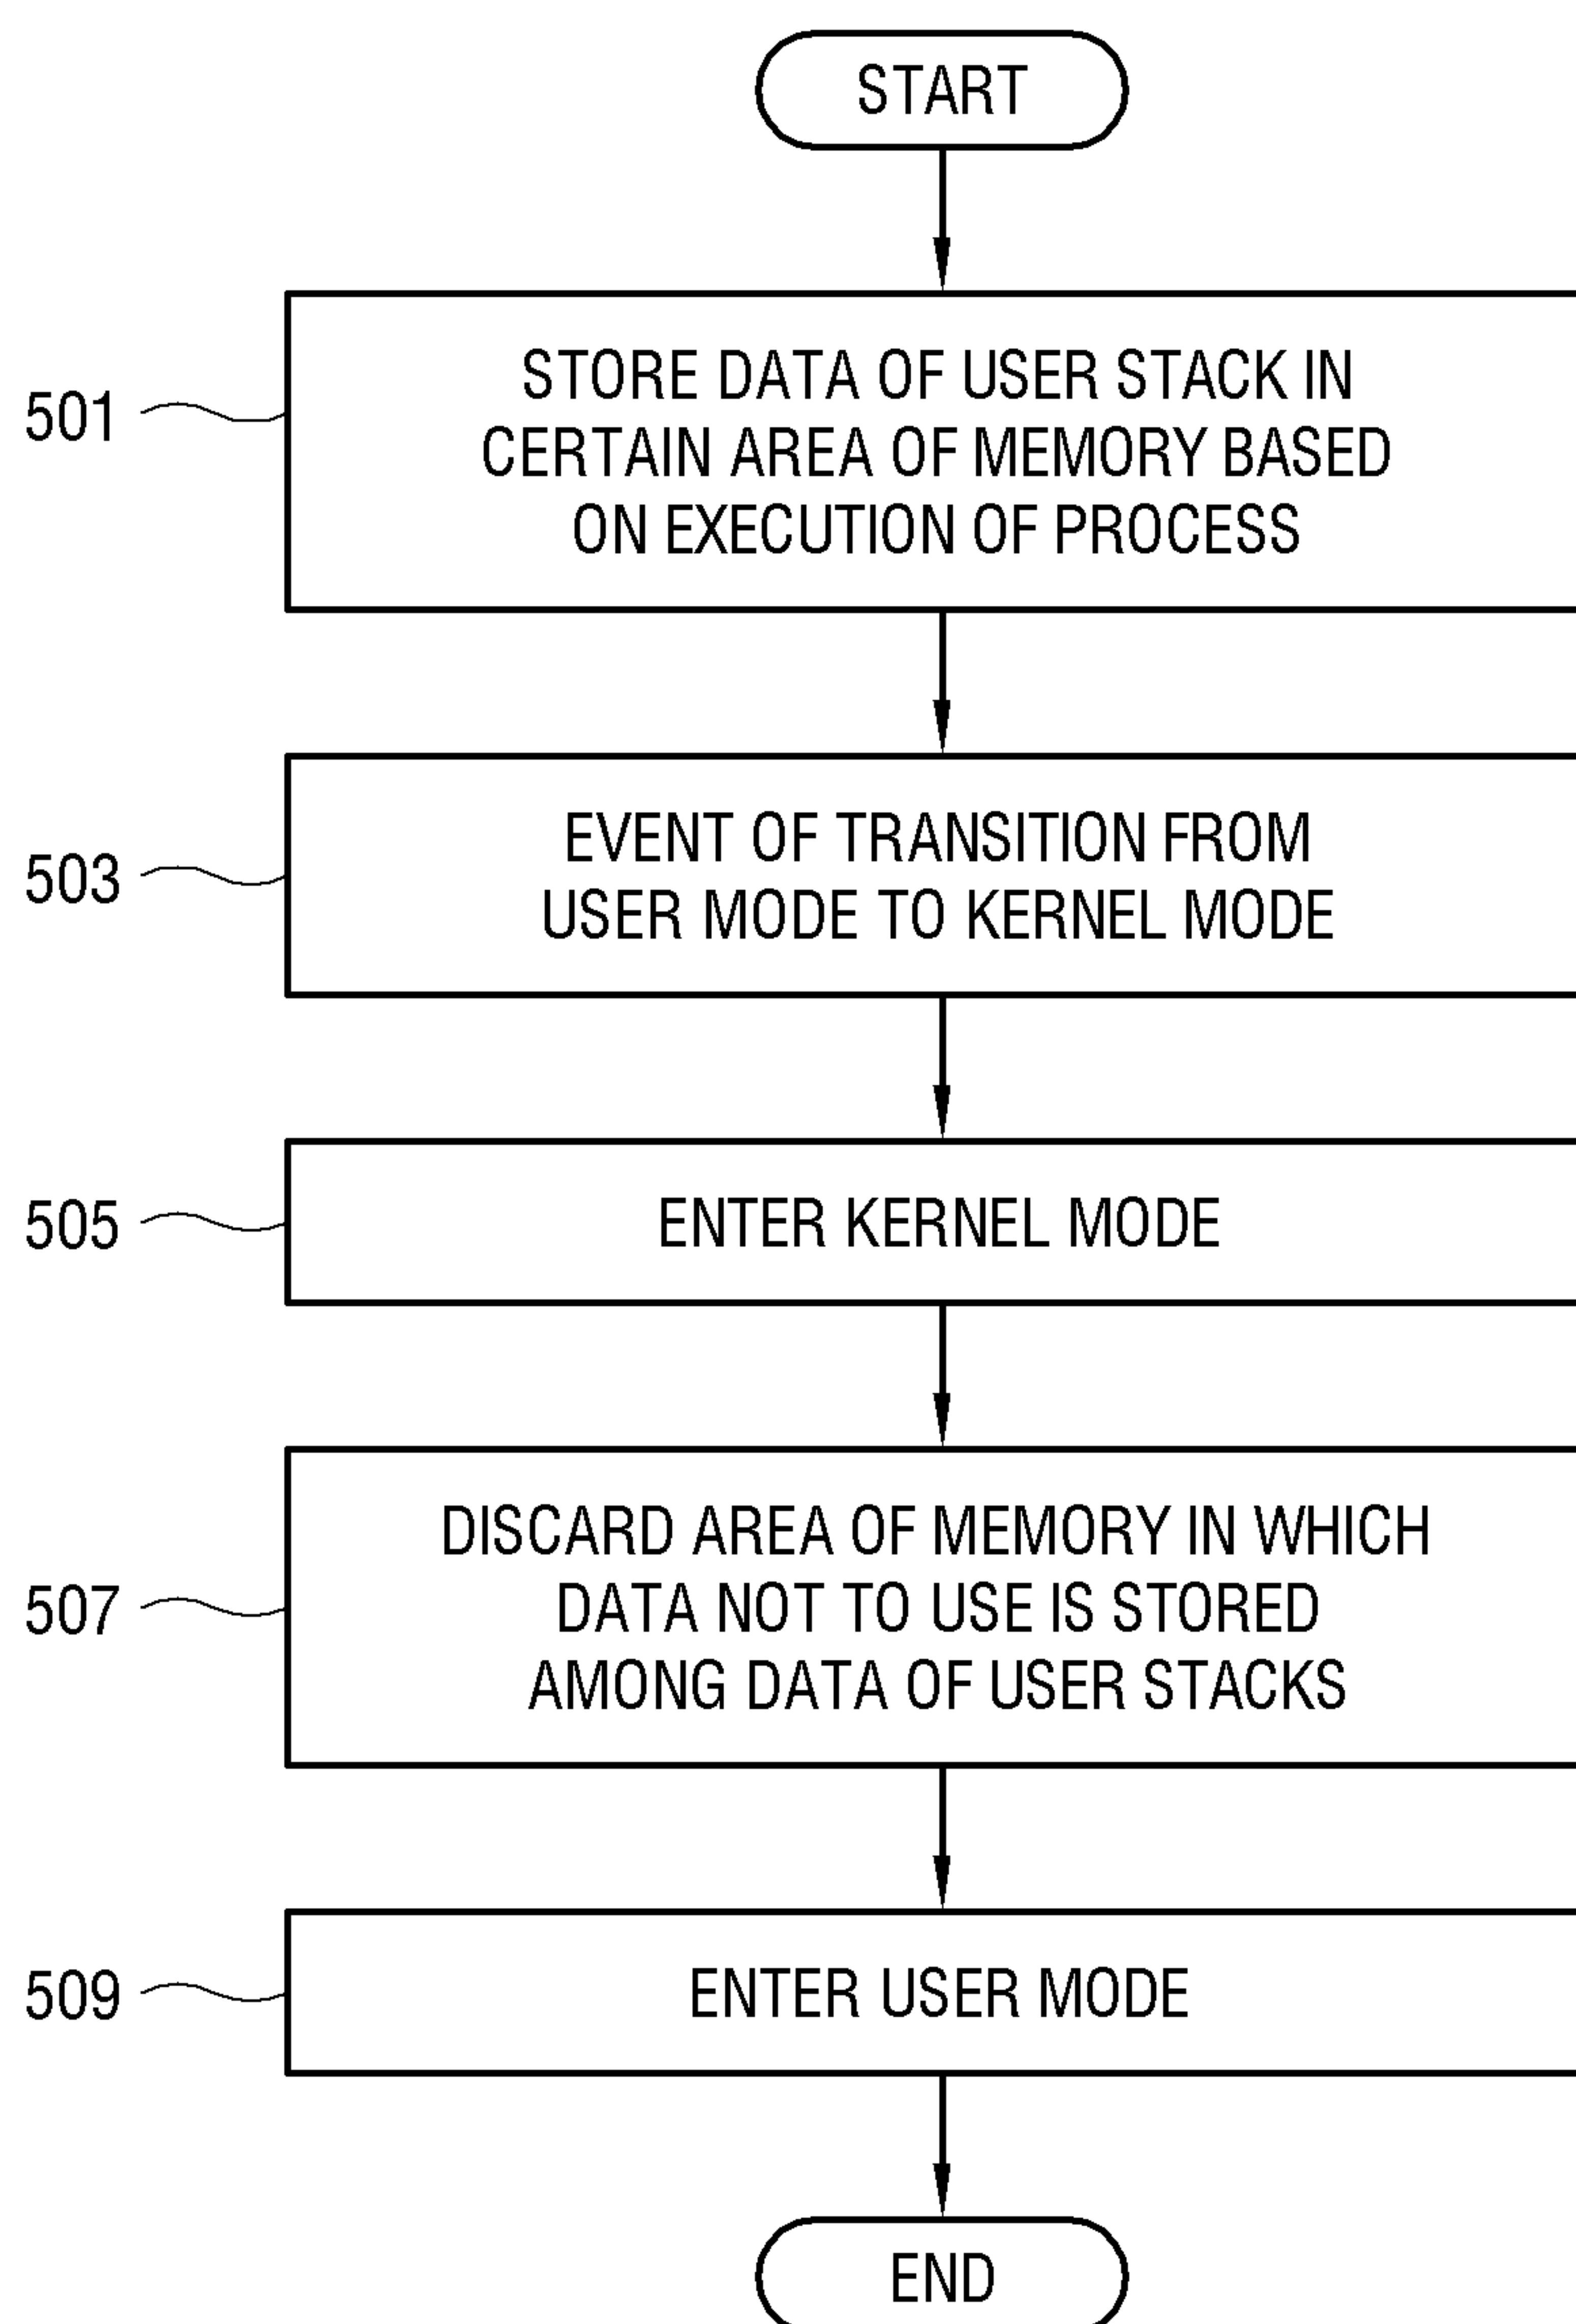 START
501
STORE DATA OF USER STACK IN
CERTAIN AREA OF MEMORY BASED
ON EXECUTION OF PROCESS
503
EVENT OF TRANSITION FROM
USER MODE TO KERNEL MODE
505
ENTER KERNEL MODE
507
DISCARD AREA OF MEMORY IN WHICH
DATA NOT TO USE IS STORED
AMONG DATA OF USER STACKS
509
ENTER USER MODE
END